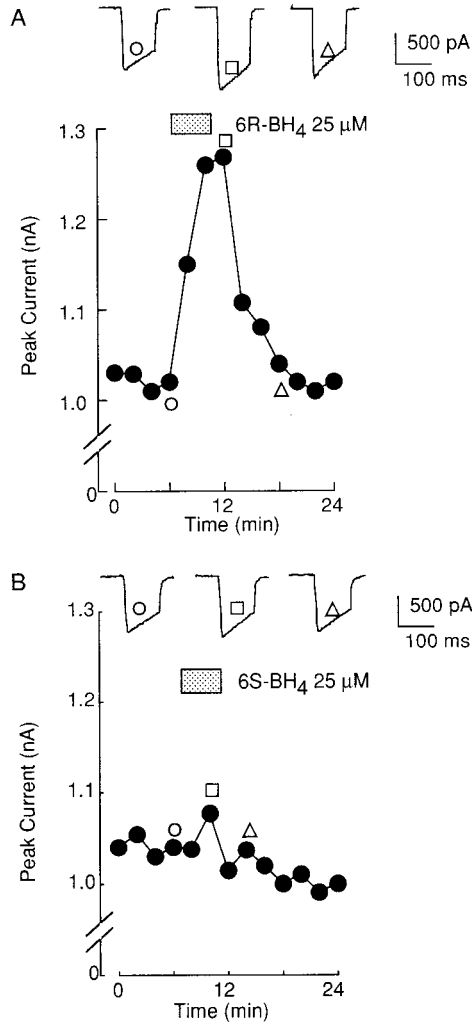 A
500 pA
100 ms
6R-BH4 25 µM
1.3
1.2
1.10
1.0
0
Peak Current (nA)
0 12 24
Time (min)
B
500 pA
100 ms
1.3
6S-BH4 25 µM
1.2
1.10
1.0
0
Peak Current (nA)
0 12 24
Time (min)